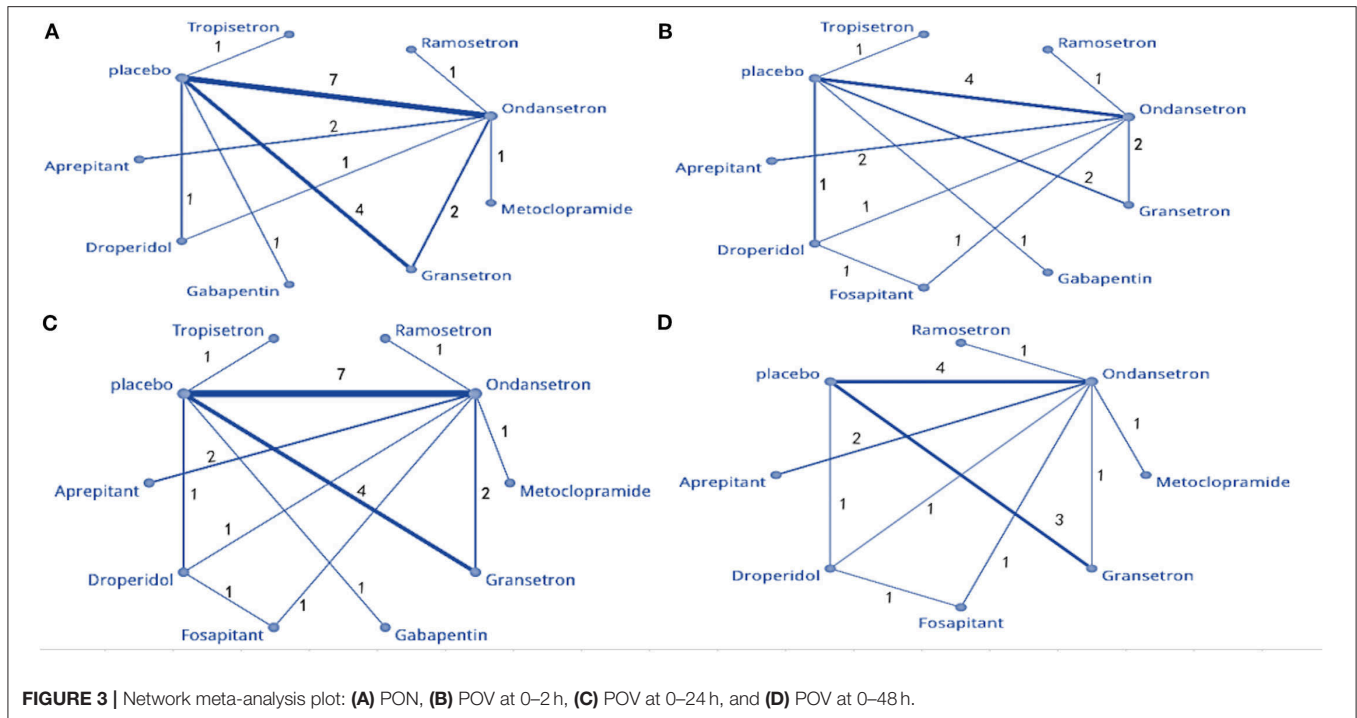 A
Tropisetron
1
Ramosetron
placebo
1
7
Ondansetron
2
Aprepitant
1
1
Metoclopramide
1
4
2
Droperidol
1
Gransetron
Gabapentin
B
Tropisetron
1
Ramosetron
placebo
1
4
Ondansetron
Aprepitant
2
2
1
2
Gransetron
1
Droperidol
1
1
1
Gabapentin
Fosapitant
C
Tropisetron
Ramosetron
1
1
placebo
7
Ondansetron
1
2
Aprepitant
Metoclopramide
1
4
2
1
Droperidol
Gransetron
1
1
1
Fosapitant
Gabapentin
D
Ramosetron
1
placebo
4
Ondansetron
2
1
Aprepitant
Metoclopramide
1
1
3
1
Droperidol
Gransetron
1
1
Fosapitant
FIGURE 3 | Network meta-analysis plot: (A) PON, (B) POV at 0–2 h, (C) POV at 0–24 h, and (D) POV at 0–48 h.